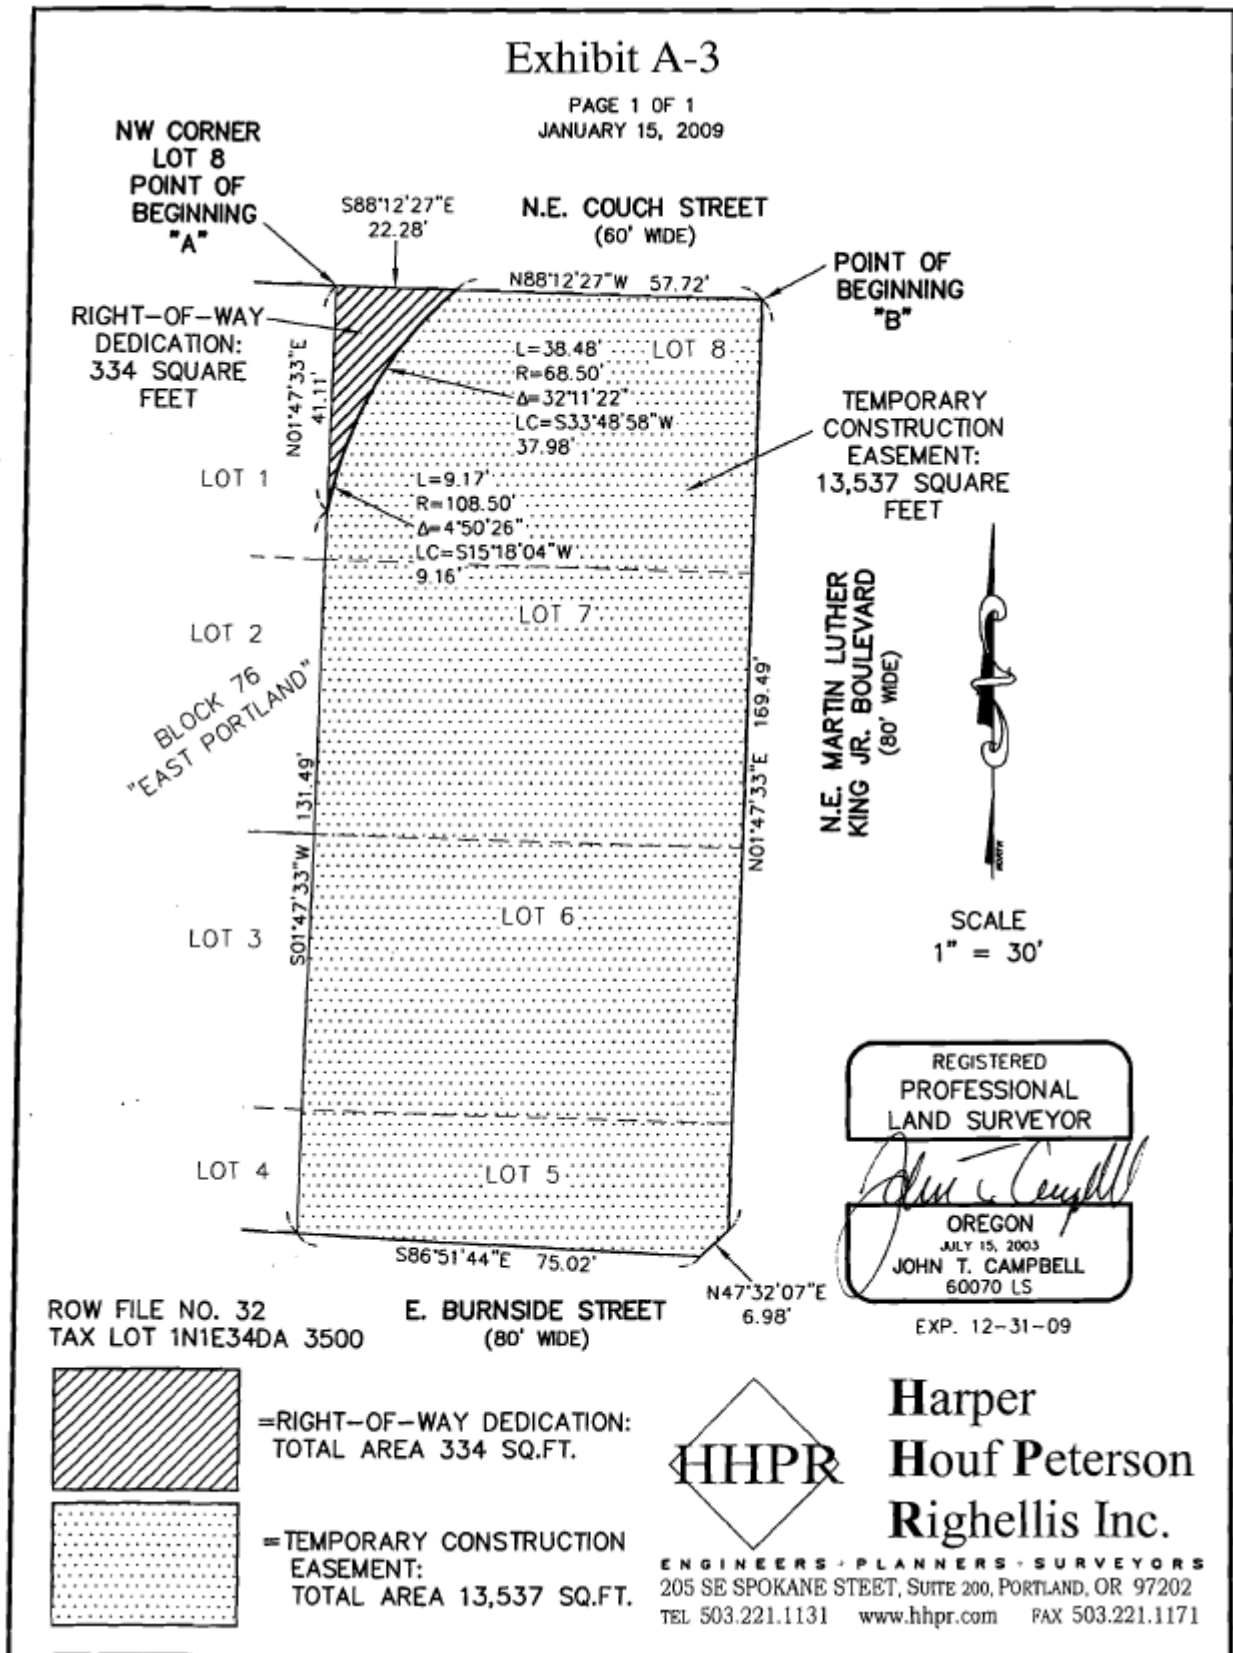 Exhibit A-3
PAGE 1 OF 1
JANUARY 15, 2009
NW CORNER
LOT 8
POINT OF
BEGINNING
"A"
S88°12'27"E
22.28'
N.E. COUCH STREET
(60' WIDE)
N88°12'27"W 57.72'
POINT OF
BEGINNING
"B"
RIGHT-OF-WAY
DEDICATION:
334 SQUARE
FEET
N01°47'33"E
41.11'
L=38.48'
R=68.50'
Δ=32°11'22"
LC=S33°48'58"W
37.98'
LOT 8
TEMPORARY
CONSTRUCTION
EASEMENT:
13,537 SQUARE
FEET
LOT 1
L=9.17'
R=108.50'
Δ=4°50'26"
LC=S15°18'04"W
9.16'
LOT 7
LOT 2
BLOCK 76
"EAST PORTLAND"
N.E. MARTIN LUTHER
KING JR. BOULEVARD
(80' WIDE)
N01°47'33"E 169.49'
S01°47'33"W 131.49'
NORTH
LOT 6
LOT 3
SCALE
1" = 30'
LOT 4
LOT 5
S86°51'44"E 75.02'
N47°32'07"E
6.98'
REGISTERED
PROFESSIONAL
LAND SURVEYOR
John T. Campbell
OREGON
JULY 15, 2003
JOHN T. CAMPBELL
60070 LS
EXP. 12-31-09
ROW FILE NO. 32
TAX LOT 1N1E34DA 3500
E. BURNSIDE STREET
(80' WIDE)
=RIGHT-OF-WAY DEDICATION:
TOTAL AREA 334 SQ.FT.
=TEMPORARY CONSTRUCTION
EASEMENT:
TOTAL AREA 13,537 SQ.FT.
HHPR
Harper
Houf Peterson
Righellis Inc.
ENGINEERS · PLANNERS · SURVEYORS
205 SE SPOKANE STEET, SUITE 200, PORTLAND, OR 97202
TEL 503.221.1131 www.hhpr.com FAX 503.221.1171